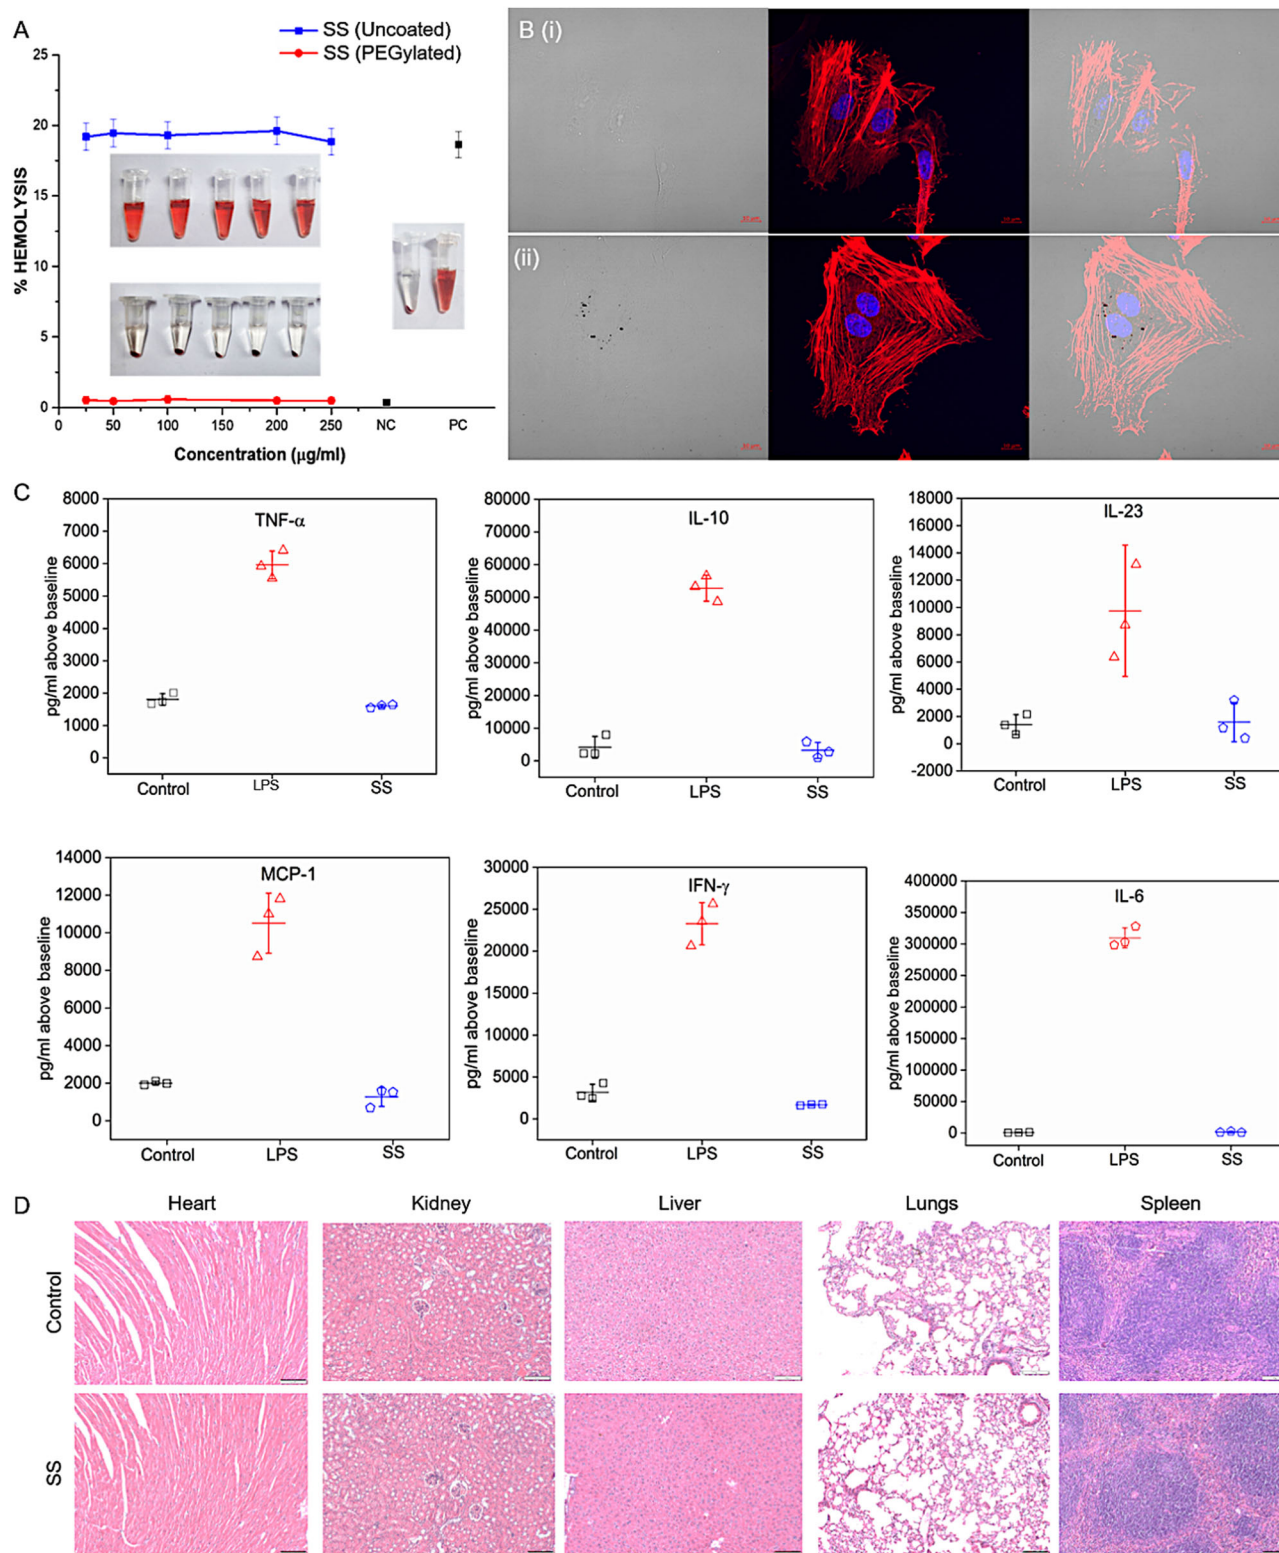 A
SS (Uncoated)
SS (PEGylated)
25
20
15
10
5
0
% HEMOLYSIS
0
50
100
150
200
250
NC
PC
Concentration (µg/ml)
B (i)
(ii)
C
TNF-α
pg/ml above baseline
8000
7000
6000
5000
4000
3000
2000
1000
0
Control
LPS
SS
IL-10
pg/ml above baseline
80000
70000
60000
50000
40000
30000
20000
10000
0
Control
LPS
SS
IL-23
pg/ml above baseline
18000
16000
14000
12000
10000
8000
6000
4000
2000
0
-2000
Control
LPS
SS
MCP-1
pg/ml above baseline
14000
12000
10000
8000
6000
4000
2000
0
Control
LPS
SS
IFN-γ
pg/ml above baseline
30000
25000
20000
15000
10000
5000
0
Control
LPS
SS
IL-6
pg/ml above baseline
400000
350000
300000
250000
200000
150000
100000
50000
0
Control
LPS
SS
D
Heart
Kidney
Liver
Lungs
Spleen
Control
SS